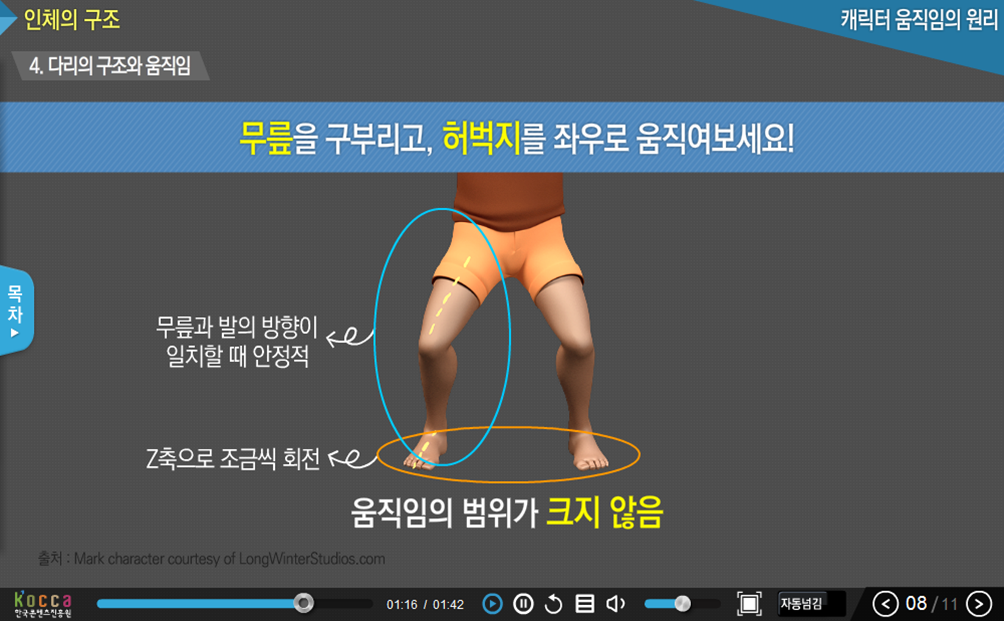 인체의 구조
캐릭터 움직임의 원리
4. 다리의 구조와 움직임
무릎을 구부리고, 허벅지를 좌우로 움직여보세요!
목차
무릎과 발의 방향이
일치할 때 안정적
Z축으로 조금씩 회전
움직임의 범위가 크지 않음
출처 : Mark character courtesy of LongWinterStudios.com
Kocca
한국콘텐츠진흥원
01:16 / 01:42
자동넘김
08 / 11